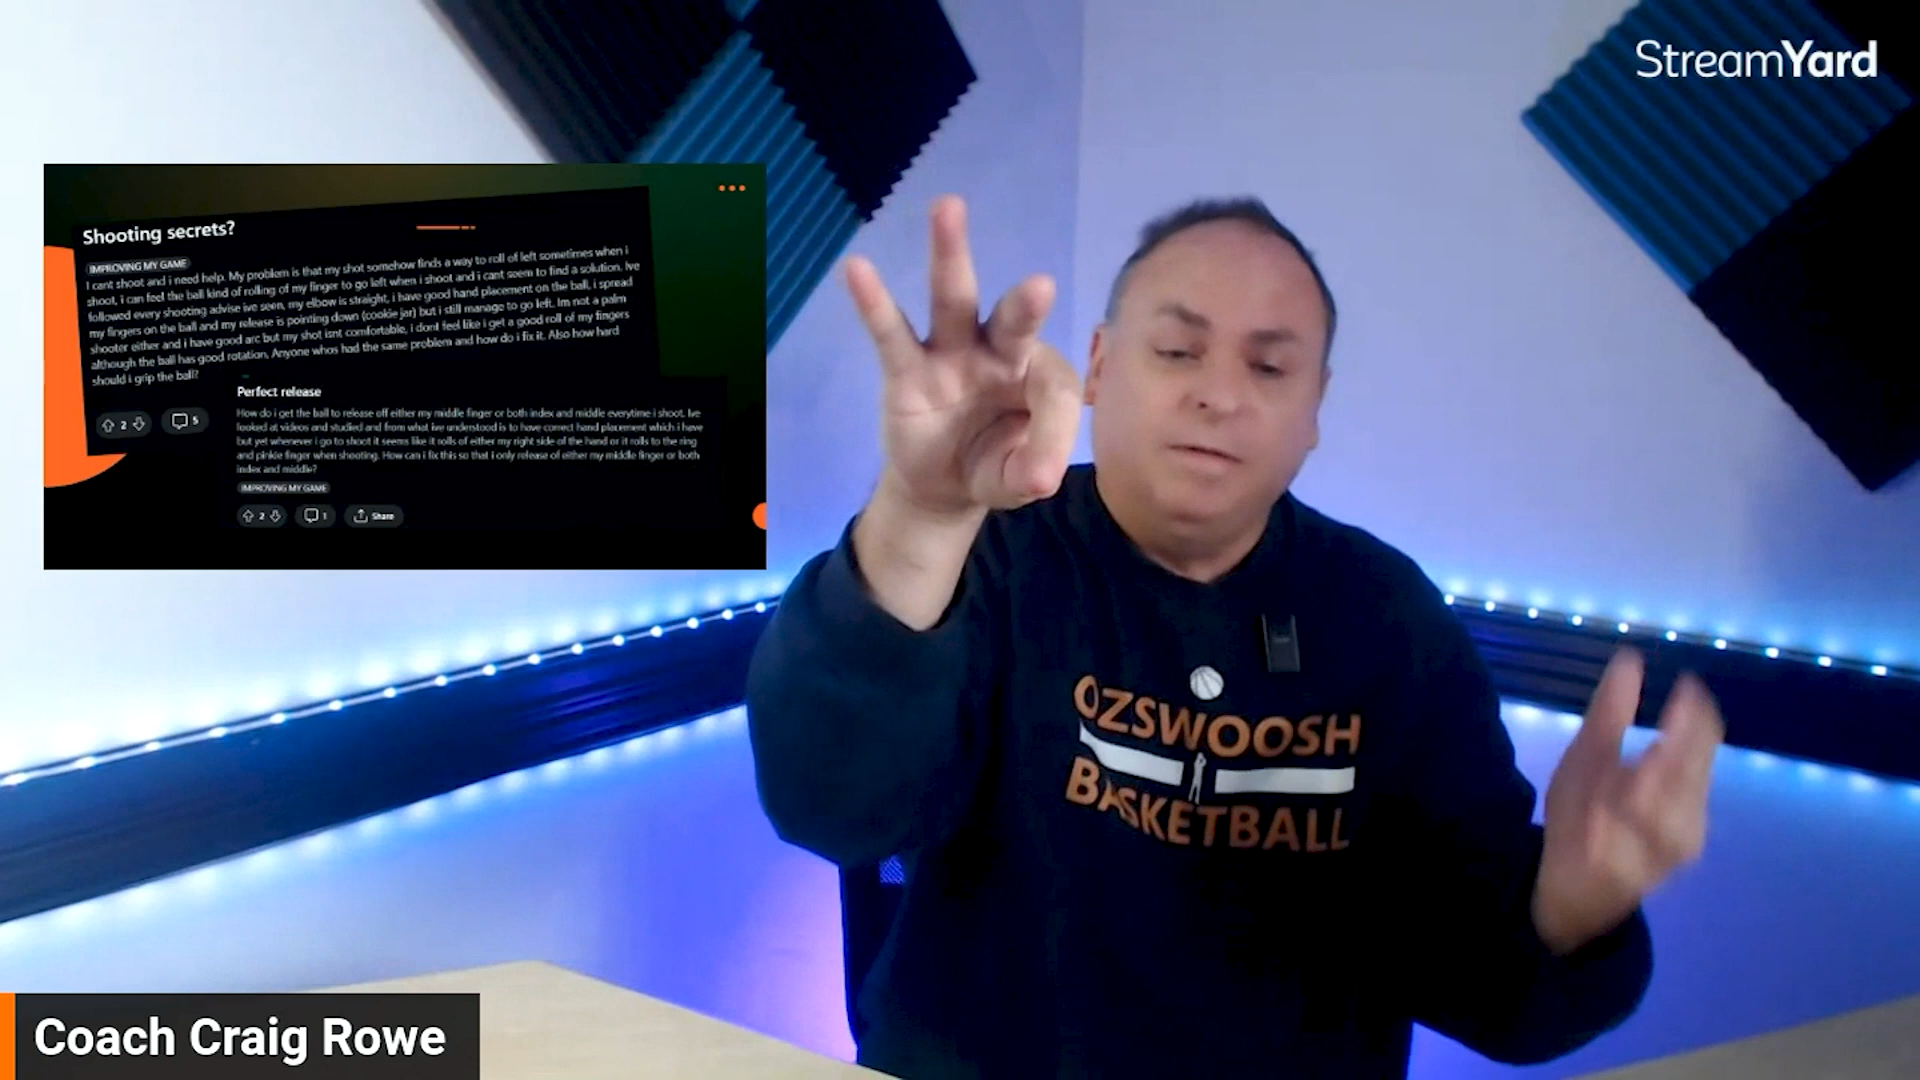 StreamYard
Shooting secrets?
IMPROVING MY GAME
I cant shoot and i need help. My problem is that my shot somehow finds a way to roll of left sometimes when i
shoot, i can feel the ball kind of rolling of my finger to go left when i shoot and i cant seem to find a solution. Ive
followed every shooting advise ive seen, my elbow is straight, i have good hand placement on the ball, i spread
my fingers on the ball and my release is pointing down (cookie jar) but i still manage to go left. Im not a palm
shooter either and i have good arc but my shot isnt comfortable, i dont feel like i get a good roll of my fingers
although the ball has good rotation. Anyone whos had the same problem and how do i fix it. Also how hard
should i grip the ball?
2 5
Perfect release
How do i get the ball to release off either my middle finger or both index and middle everytime i shoot. Ive
looked at videos and studied and from what ive understood is to have correct hand placement which i have
but yet whenever i go to shoot it seems like it rolls of either my right side of the hand or it rolls to the ring
and pinkie finger when shooting. How can i fix this so that i only release of either my middle finger or both
index and middle?
IMPROVING MY GAME
2 1 Share
OZSWOOSH
BASKETBALL
Coach Craig Rowe